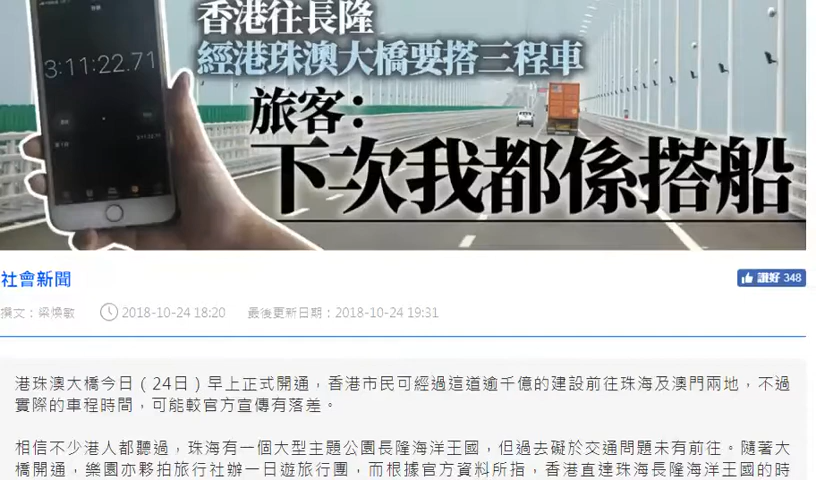 香港往長隆
經港珠澳大橋要搭三程車
3:11:22.71
旅客：
下次我都係搭船
社會新聞
讚好 348
撰文：梁煥敏
2018-10-24 18:20
最後更新日期：2018-10-24 19:31
港珠澳大橋今日（24日）早上正式開通，香港市民可經過這道逾千億的建設前往珠海及澳門兩地，不過
實際的車程時間，可能較官方宣傳有落差。
相信不少港人都聽過，珠海有一個大型主題公園長隆海洋王國，但過去礙於交通問題未有前往。隨著大
橋開通，樂園亦夥拍旅行社辦一日遊旅行團，而根據官方資料所指，香港直達珠海長隆海洋王國的時